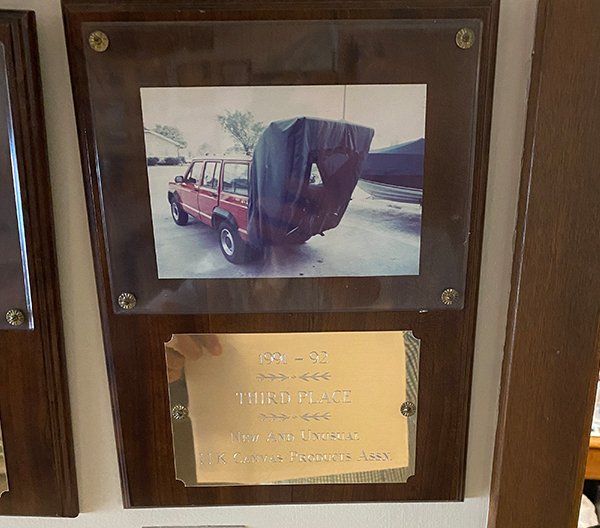 1991 – 92
THIRD PLACE
NEW AND UNUSUAL
CANVAS PRODUCTS ASSN.